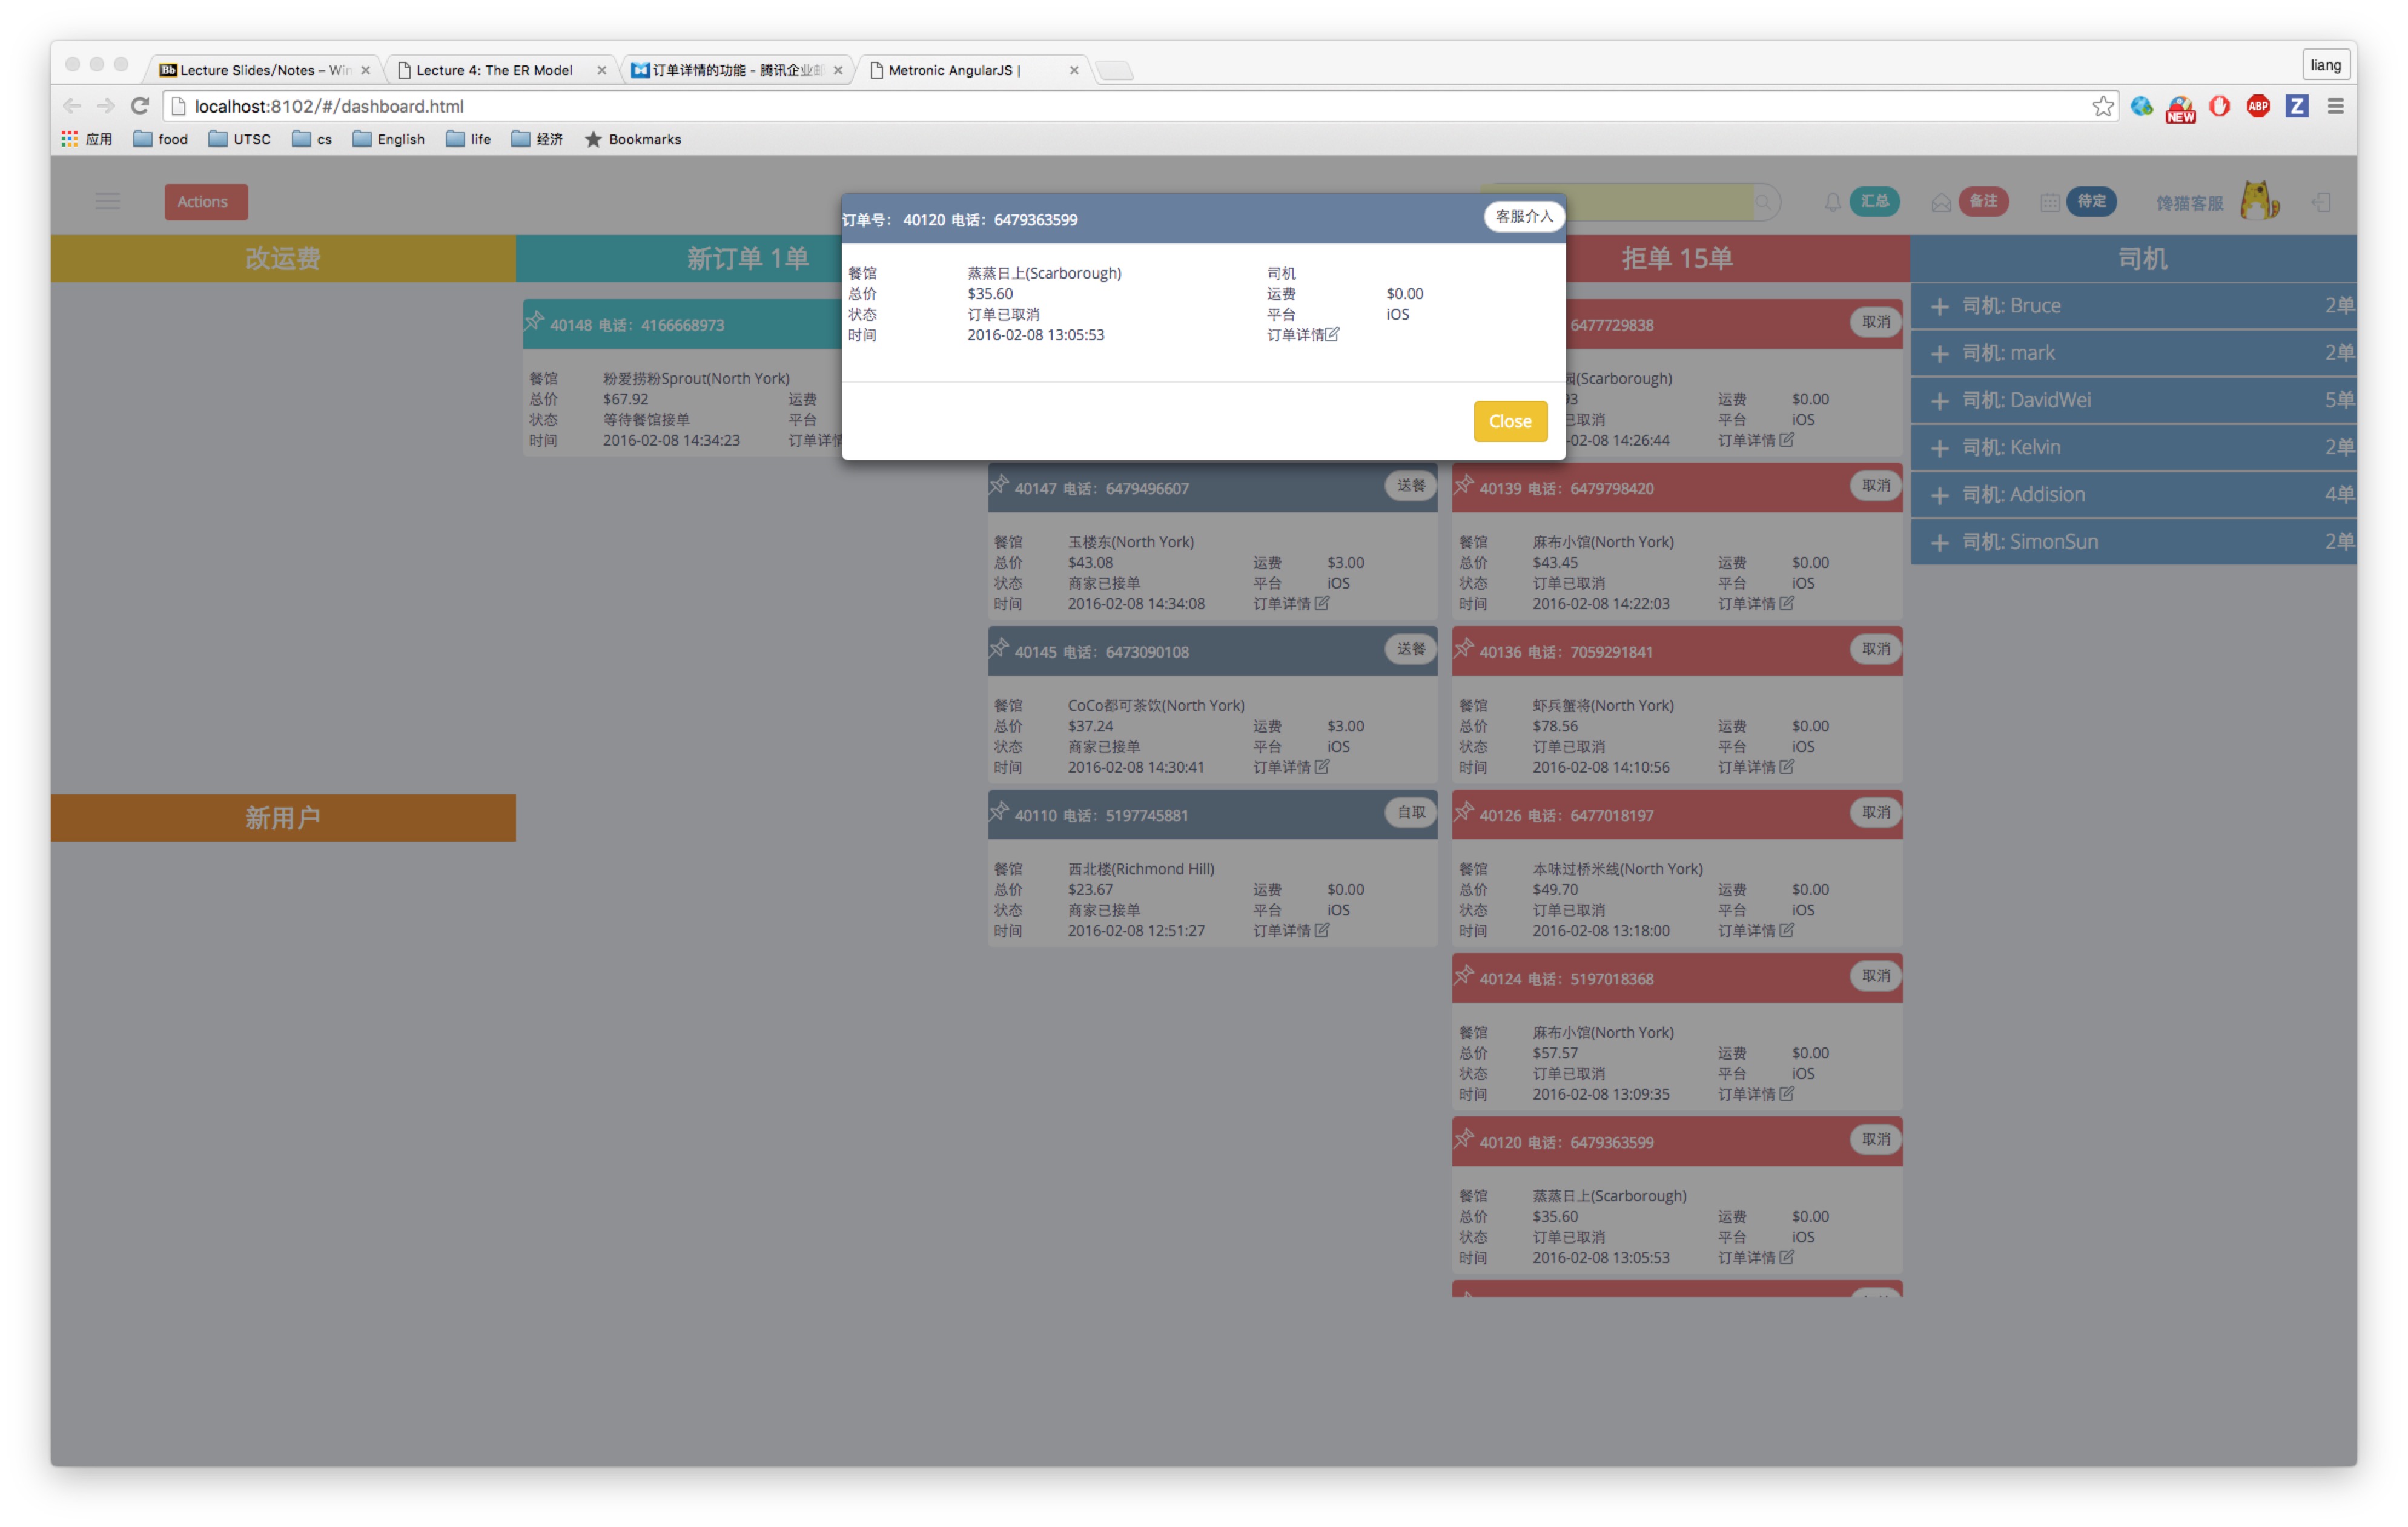 Lecture Slides/Notes – Win
Lecture 4: The ER Model
订单详情的功能 - 腾讯企业邮
Metronic AngularJS |
liang
localhost:8102/#/dashboard.html
NEW
ABP
Z
应用
food
UTSC
cs
English
life
经济
Bookmarks
Actions
汇总
备注
待定
馋猫客服
订单号: 40120 电话: 6479363599
客服介入
餐馆 蒸蒸日上(Scarborough) 司机
总价 $35.60 运费 $0.00
状态 订单已取消 平台 iOS
时间 2016-02-08 13:05:53 订单详情
Close
改运费
新用户
新订单 1单
40148 电话: 4166668973
餐馆 粉爱捞粉Sprout(North York)
总价 $67.92 运费
状态 等待餐馆接单 平台
时间 2016-02-08 14:34:23 订单详情
40147 电话: 6479496607 送餐
餐馆 玉楼东(North York)
总价 $43.08 运费 $3.00
状态 商家已接单 平台 iOS
时间 2016-02-08 14:34:08 订单详情
40145 电话: 6473090108 送餐
餐馆 CoCo都可茶饮(North York)
总价 $37.24 运费 $3.00
状态 商家已接单 平台 iOS
时间 2016-02-08 14:30:41 订单详情
40110 电话: 5197745881 自取
餐馆 西北楼(Richmond Hill)
总价 $23.67 运费 $0.00
状态 商家已接单 平台 iOS
时间 2016-02-08 12:51:27 订单详情
拒单 15单
6477729838 取消
(Scarborough)
93 运费 $0.00
已取消 平台 iOS
-02-08 14:26:44 订单详情
40139 电话: 6479798420 取消
餐馆 麻布小馆(North York)
总价 $43.45 运费 $0.00
状态 订单已取消 平台 iOS
时间 2016-02-08 14:22:03 订单详情
40136 电话: 7059291841 取消
餐馆 虾兵蟹将(North York)
总价 $78.56 运费 $0.00
状态 订单已取消 平台 iOS
时间 2016-02-08 14:10:56 订单详情
40126 电话: 6477018197 取消
餐馆 本味过桥米线(North York)
总价 $49.70 运费 $0.00
状态 订单已取消 平台 iOS
时间 2016-02-08 13:18:00 订单详情
40124 电话: 5197018368 取消
餐馆 麻布小馆(North York)
总价 $57.57 运费 $0.00
状态 订单已取消 平台 iOS
时间 2016-02-08 13:09:35 订单详情
40120 电话: 6479363599 取消
餐馆 蒸蒸日上(Scarborough)
总价 $35.60 运费 $0.00
状态 订单已取消 平台 iOS
时间 2016-02-08 13:05:53 订单详情
司机
司机: Bruce 2单
司机: mark 2单
司机: DavidWei 5单
司机: Kelvin 2单
司机: Addision 4单
司机: SimonSun 2单